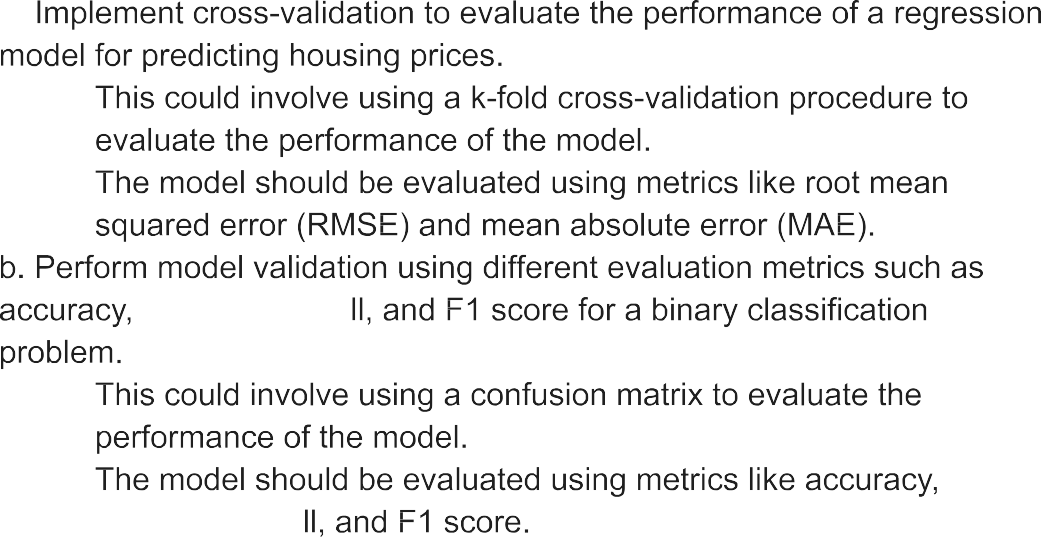 Implement cross-validation to evaluate the performance of a regression
model for predicting housing prices.
This could involve using a k-fold cross-validation procedure to
evaluate the performance of the model.
The model should be evaluated using metrics like root mean
squared error (RMSE) and mean absolute error (MAE).
b. Perform model validation using different evaluation metrics such as
accuracy, ll, and F1 score for a binary classification
problem.
This could involve using a confusion matrix to evaluate the
performance of the model.
The model should be evaluated using metrics like accuracy,
ll, and F1 score.